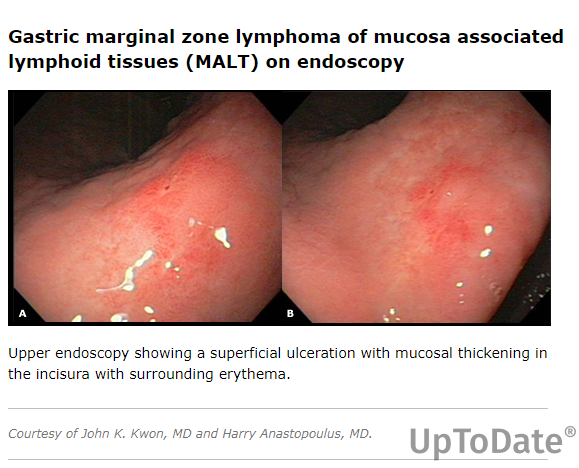 Gastric marginal zone lymphoma of mucosa associated
lymphoid tissues (MALT) on endoscopy
A
B
Upper endoscopy showing a superficial ulceration with mucosal thickening in
the incisura with surrounding erythema.
Courtesy of John K. Kwon, MD and Harry Anastopoulus, MD.
UpToDate®